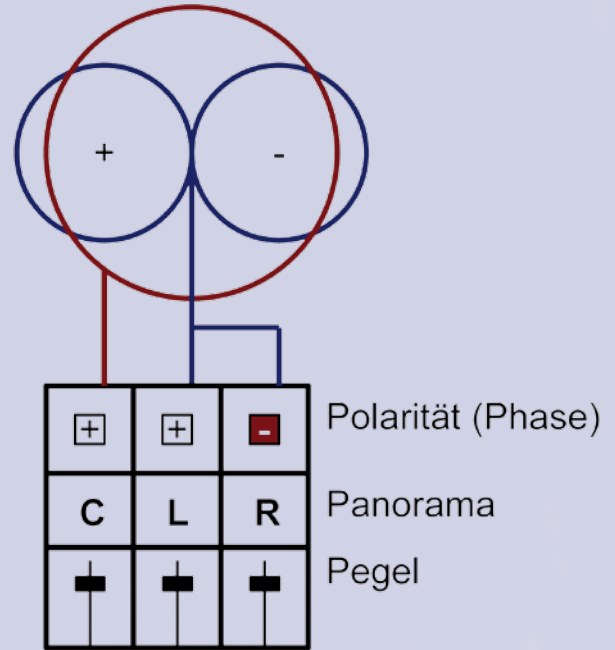 + -
+ + - Polarität (Phase)
C L R Panorama
Pegel